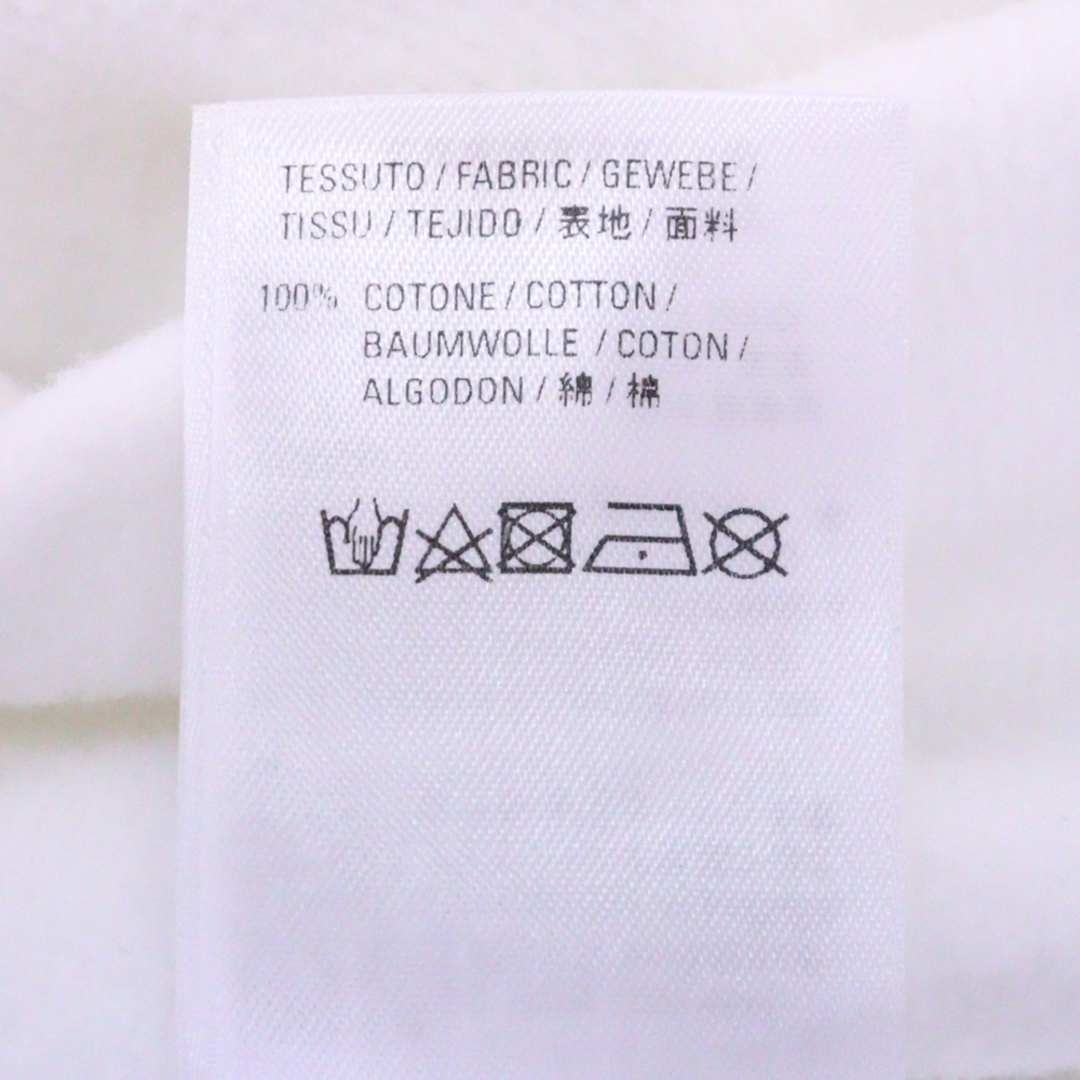 TESSUTO / FABRIC / GEWEBE /
TISSU / TEJIDO / 表地 / 面料
100% COTONE / COTTON /
BAUMWOLLE / COTON /
ALGODON / 綿 / 棉